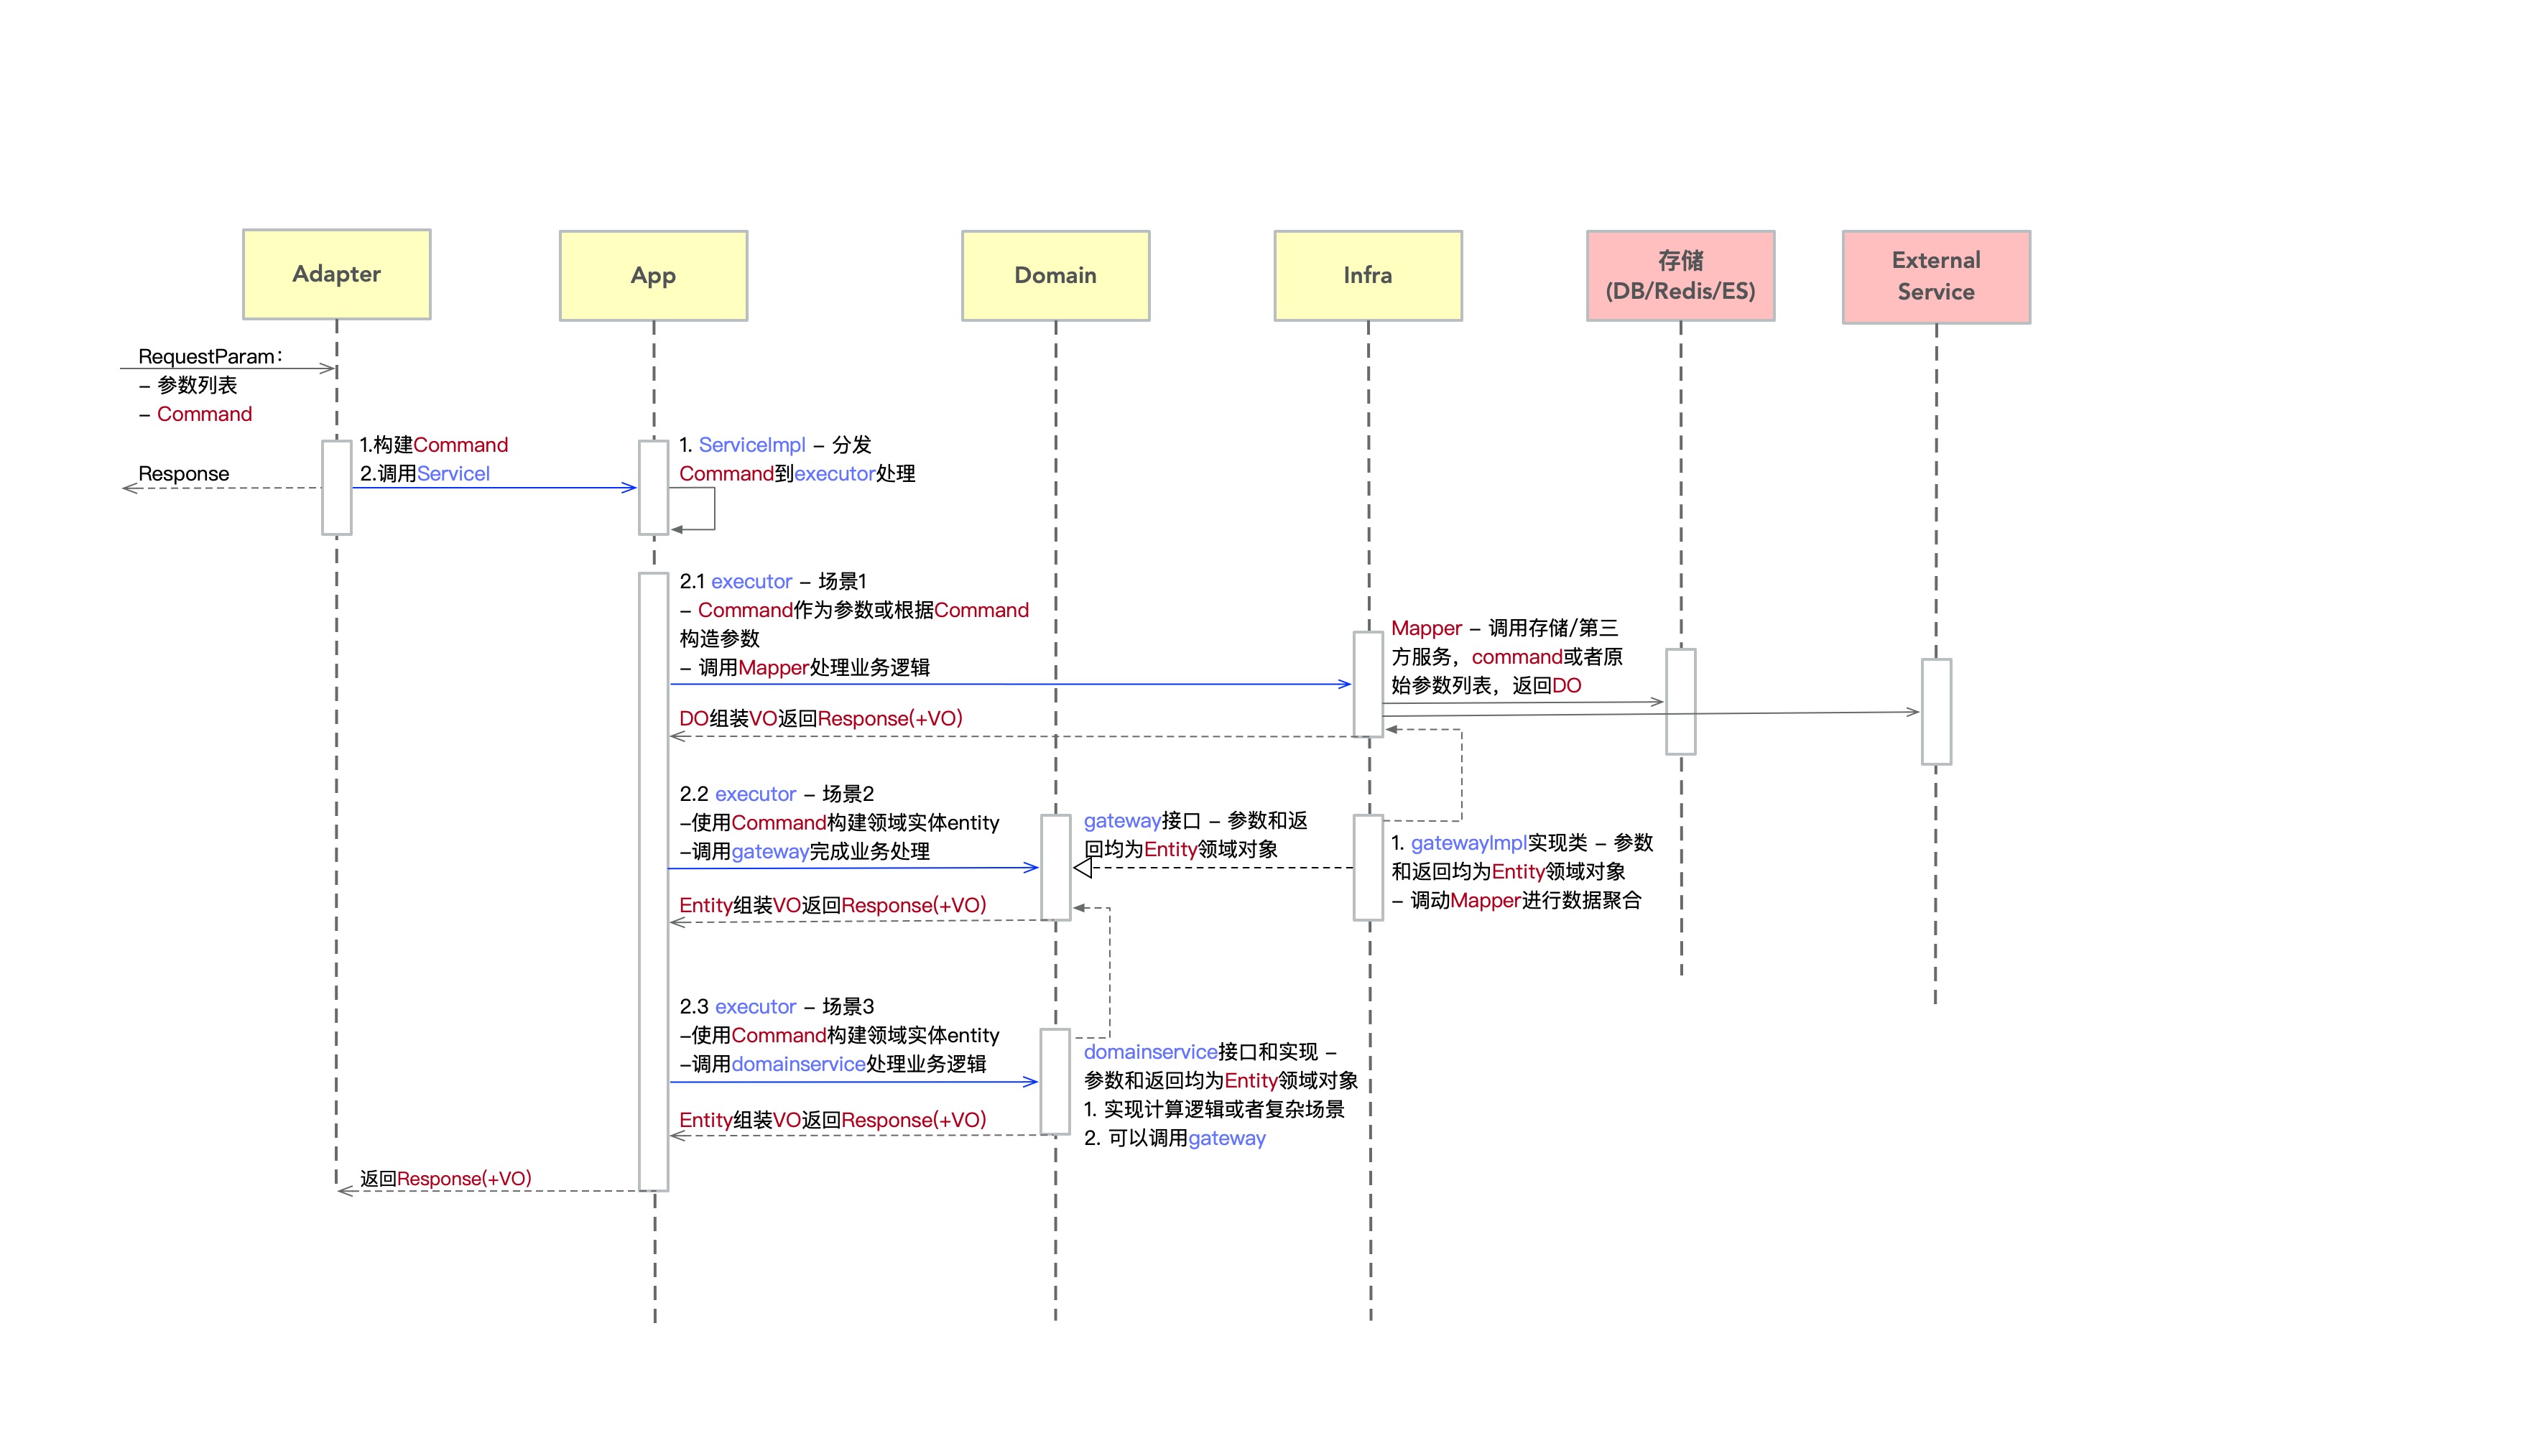 Adapter
App
Domain
Infra
存储
(DB/Redis/ES)
External
Service
RequestParam：
- 参数列表
- Command
Response
1.构建Command
2.调用ServiceI
1. ServiceImpl - 分发
Command到executor处理
2.1 executor - 场景1
- Command作为参数或根据Command
构造参数
- 调用Mapper处理业务逻辑
Mapper - 调用存储/第三
方服务，command或者原
始参数列表，返回DO
DO组装VO返回Response(+VO)
2.2 executor - 场景2
-使用Command构建领域实体entity
-调用gateway完成业务处理
gateway接口 - 参数和返
回均为Entity领域对象
1. gatewayImpl实现类 - 参数
和返回均为Entity领域对象
- 调动Mapper进行数据聚合
Entity组装VO返回Response(+VO)
2.3 executor - 场景3
-使用Command构建领域实体entity
-调用domainservice处理业务逻辑
domainservice接口和实现 -
参数和返回均为Entity领域对象
1. 实现计算逻辑或者复杂场景
2. 可以调用gateway
Entity组装VO返回Response(+VO)
返回Response(+VO)